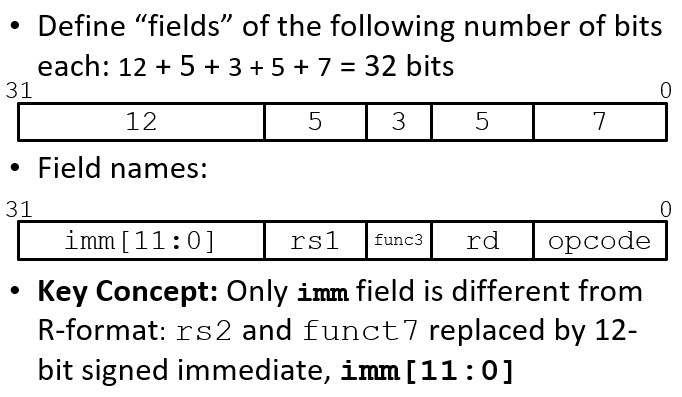 • Define “fields” of the following number of bits
each: 12 + 5 + 3 + 5 + 7 = 32 bits
31 0
12 5 3 5 7
• Field names:
31 0
imm[11:0] rs1 func3 rd opcode
• Key Concept: Only imm field is different from
R-format: rs2 and funct7 replaced by 12-
bit signed immediate, imm[11:0]